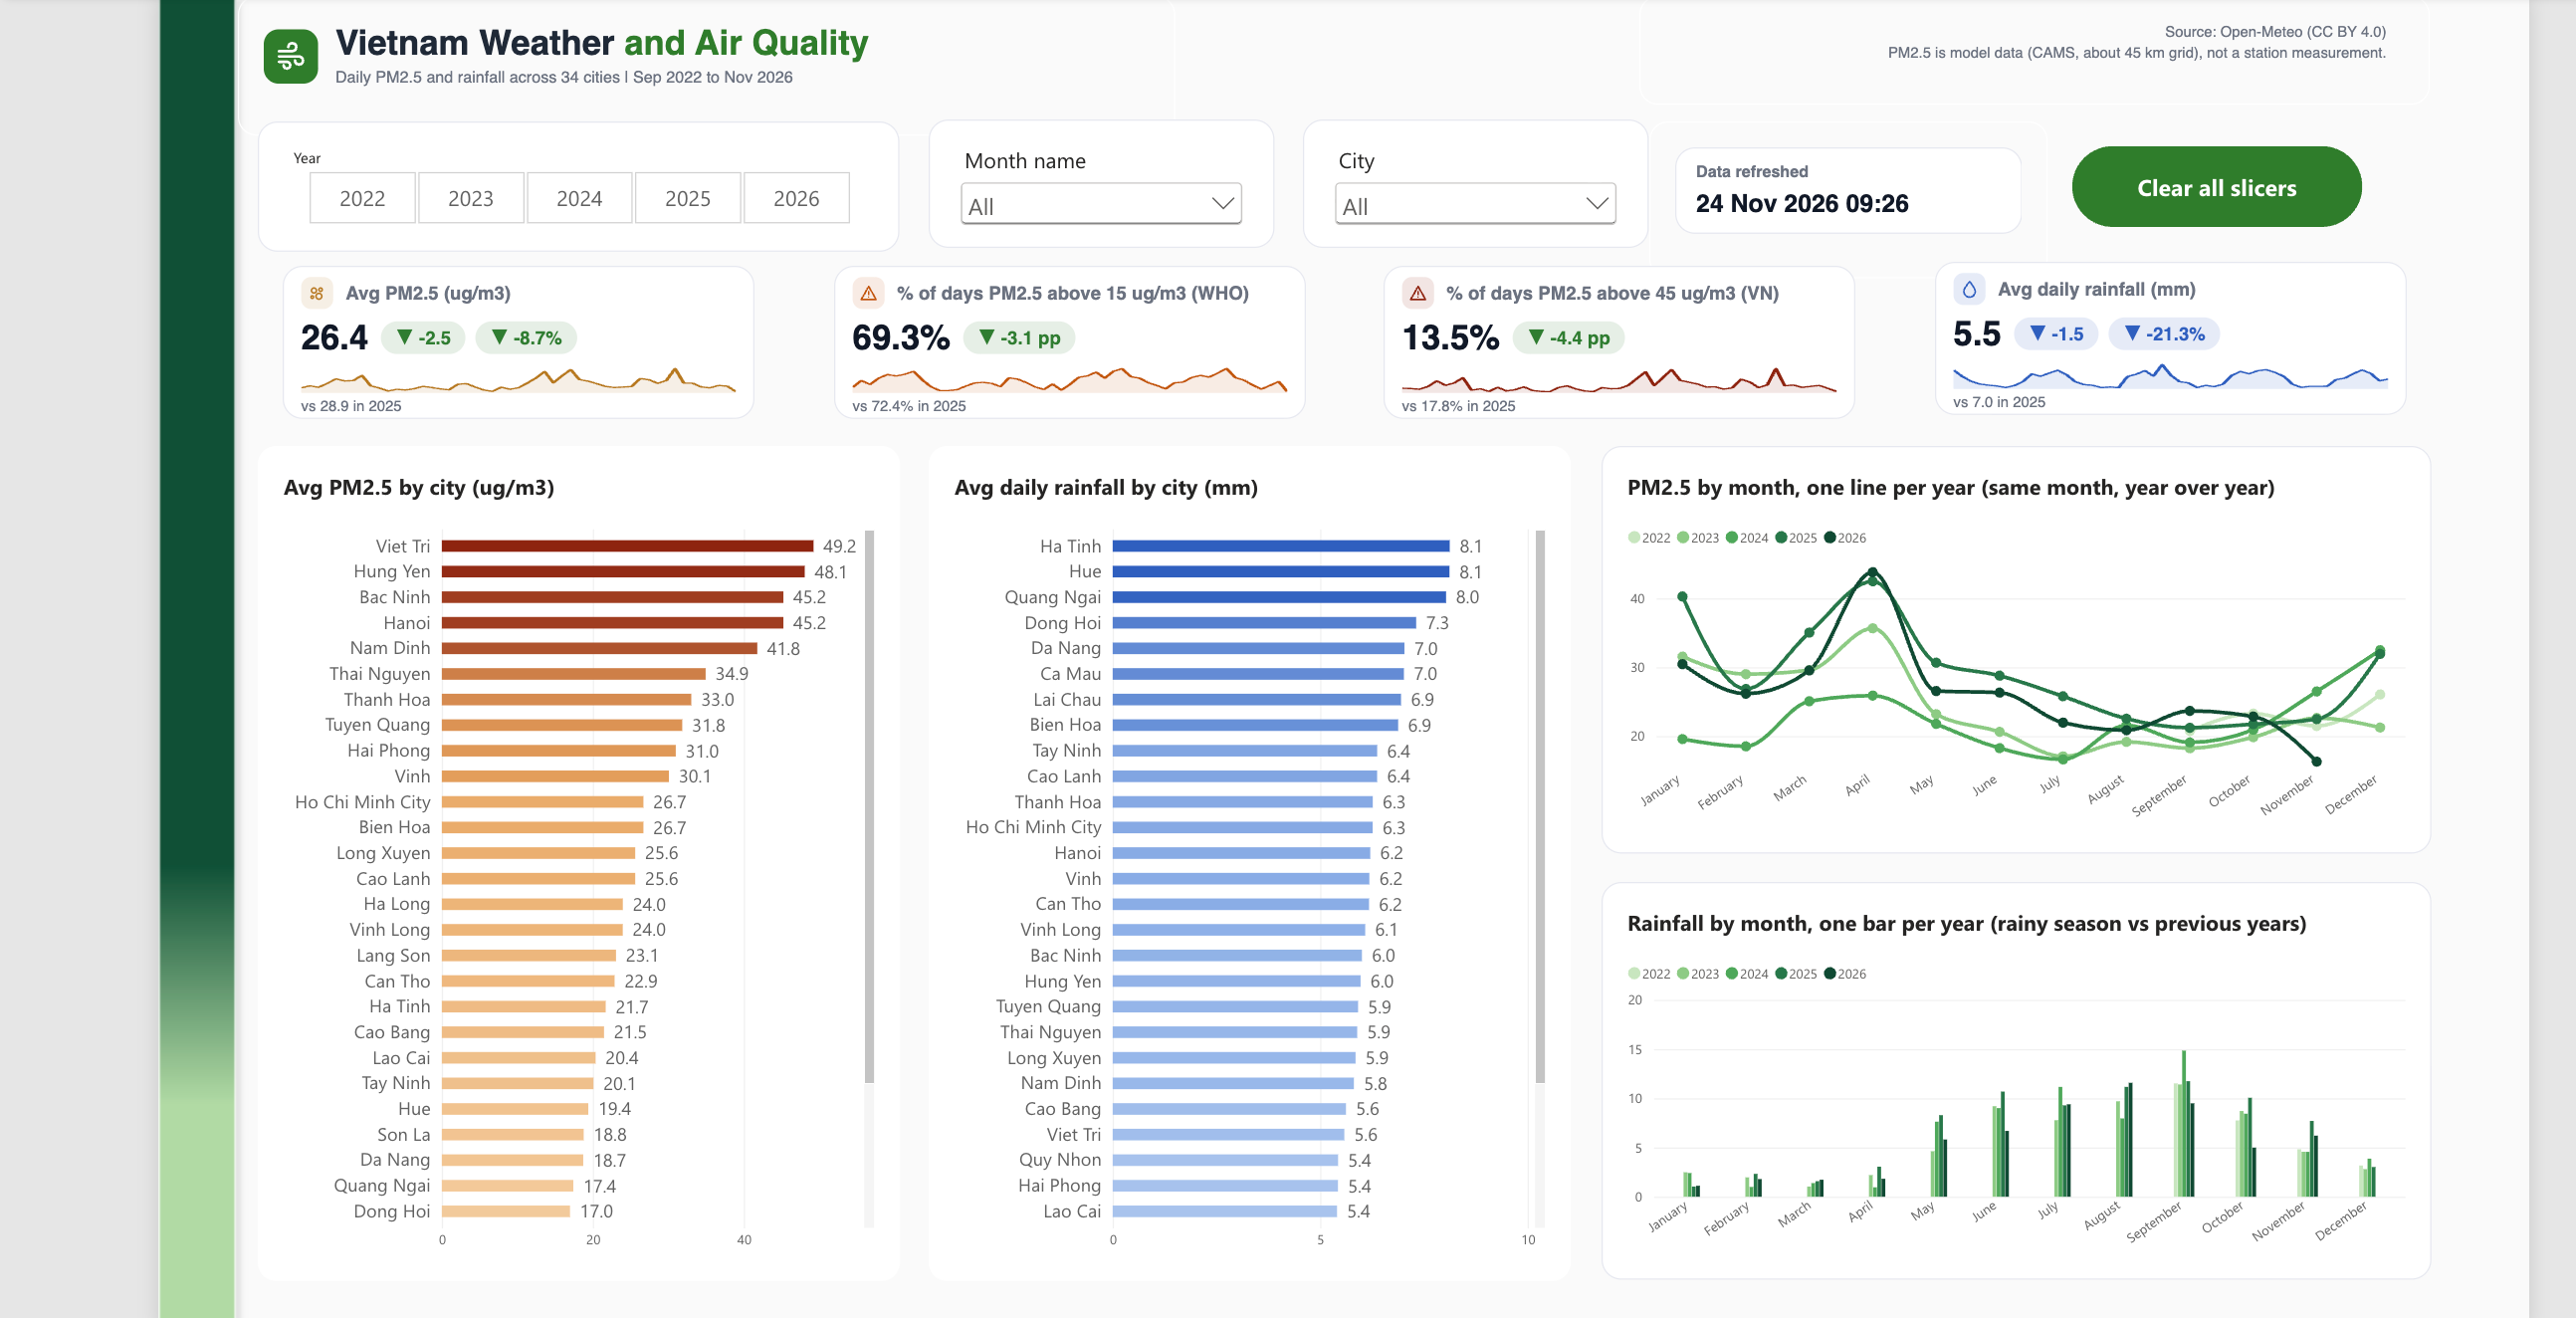 Vietnam Weather and Air Quality
Daily PM2.5 and rainfall across 34 cities | Sep 2022 to Nov 2026
Source: Open-Meteo (CC BY 4.0)
PM2.5 is model data (CAMS, about 45 km grid), not a station measurement.
Year
2022 2023 2024 2025 2026
Month name
All
City
All
Data refreshed
24 Nov 2026 09:26
Clear all slicers
Avg PM2.5 (ug/m3)
26.4 ▼ -2.5 ▼ -8.7%
vs 28.9 in 2025
% of days PM2.5 above 15 ug/m3 (WHO)
69.3% ▼ -3.1 pp
vs 72.4% in 2025
% of days PM2.5 above 45 ug/m3 (VN)
13.5% ▼ -4.4 pp
vs 17.8% in 2025
Avg daily rainfall (mm)
5.5 ▼ -1.5 ▼ -21.3%
vs 7.0 in 2025
Avg PM2.5 by city (ug/m3)
Viet Tri 49.2
Hung Yen 48.1
Bac Ninh 45.2
Hanoi 45.2
Nam Dinh 41.8
Thai Nguyen 34.9
Thanh Hoa 33.0
Tuyen Quang 31.8
Hai Phong 31.0
Vinh 30.1
Ho Chi Minh City 26.7
Bien Hoa 26.7
Long Xuyen 25.6
Cao Lanh 25.6
Ha Long 24.0
Vinh Long 24.0
Lang Son 23.1
Can Tho 22.9
Ha Tinh 21.7
Cao Bang 21.5
Lao Cai 20.4
Tay Ninh 20.1
Hue 19.4
Son La 18.8
Da Nang 18.7
Quang Ngai 17.4
Dong Hoi 17.0
0 20 40
Avg daily rainfall by city (mm)
Ha Tinh 8.1
Hue 8.1
Quang Ngai 8.0
Dong Hoi 7.3
Da Nang 7.0
Ca Mau 7.0
Lai Chau 6.9
Bien Hoa 6.9
Tay Ninh 6.4
Cao Lanh 6.4
Thanh Hoa 6.3
Ho Chi Minh City 6.3
Hanoi 6.2
Vinh 6.2
Can Tho 6.2
Vinh Long 6.1
Bac Ninh 6.0
Hung Yen 6.0
Tuyen Quang 5.9
Thai Nguyen 5.9
Long Xuyen 5.9
Nam Dinh 5.8
Cao Bang 5.6
Viet Tri 5.6
Quy Nhon 5.4
Hai Phong 5.4
Lao Cai 5.4
0 5 10
PM2.5 by month, one line per year (same month, year over year)
2022 2023 2024 2025 2026
40
30
20
January February March April May June July August September October November December
Rainfall by month, one bar per year (rainy season vs previous years)
2022 2023 2024 2025 2026
20
15
10
5
0
January February March April May June July August September October November December